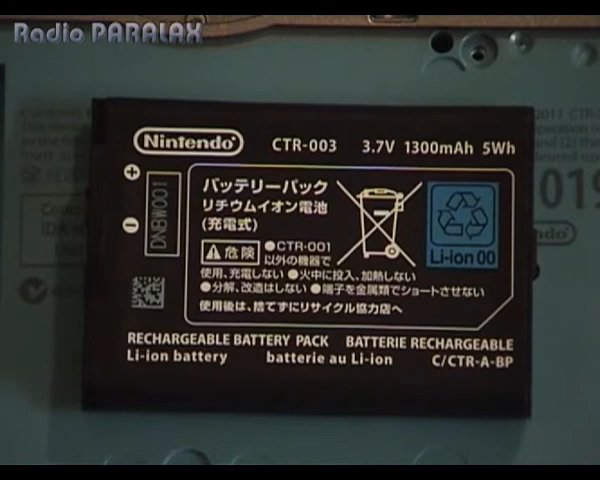 Radio PARALAX
Nintendo
CTR-003 3.7V 1300mAh 5Wh
DNBW001
バッテリーパック
リチウムイオン電池
(充電式)
危険 ●CTR-001
以外の機器で
使用、充電しない ●火中に投入、加熱しない
●分解、改造はしない ●端子を金属類でショートさせない
使用後は、捨てずにリサイクル協力店へ
Li-ion 00
RECHARGEABLE BATTERY PACK BATTERIE RECHARGEABLE
Li-ion battery batterie au Li-ion C/CTR-A-BP
2011 CTR-
019